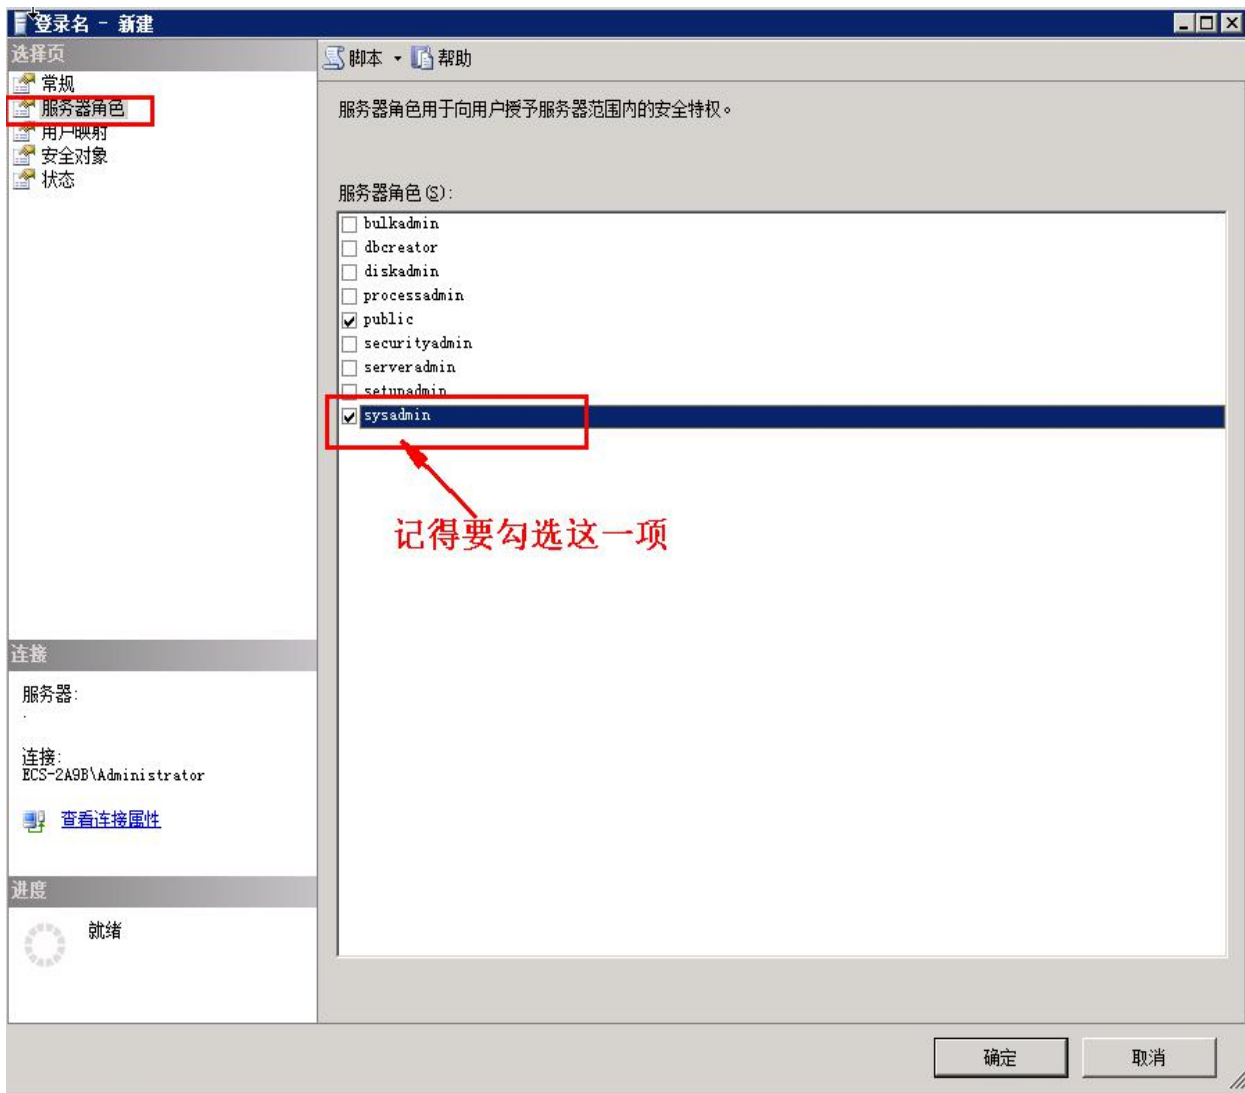 登录名 - 新建
选择页
常规
服务器角色
用户映射
安全对象
状态
脚本
帮助
服务器角色用于向用户授予服务器范围内的安全特权。
服务器角色(S):
bulkadmin
dbcreator
diskadmin
processadmin
public
securityadmin
serveradmin
setupadmin
sysadmin
记得要勾选这一项
连接
服务器:
.
连接:
ECS-2A9B\Administrator
查看连接属性
进度
就绪
确定
取消